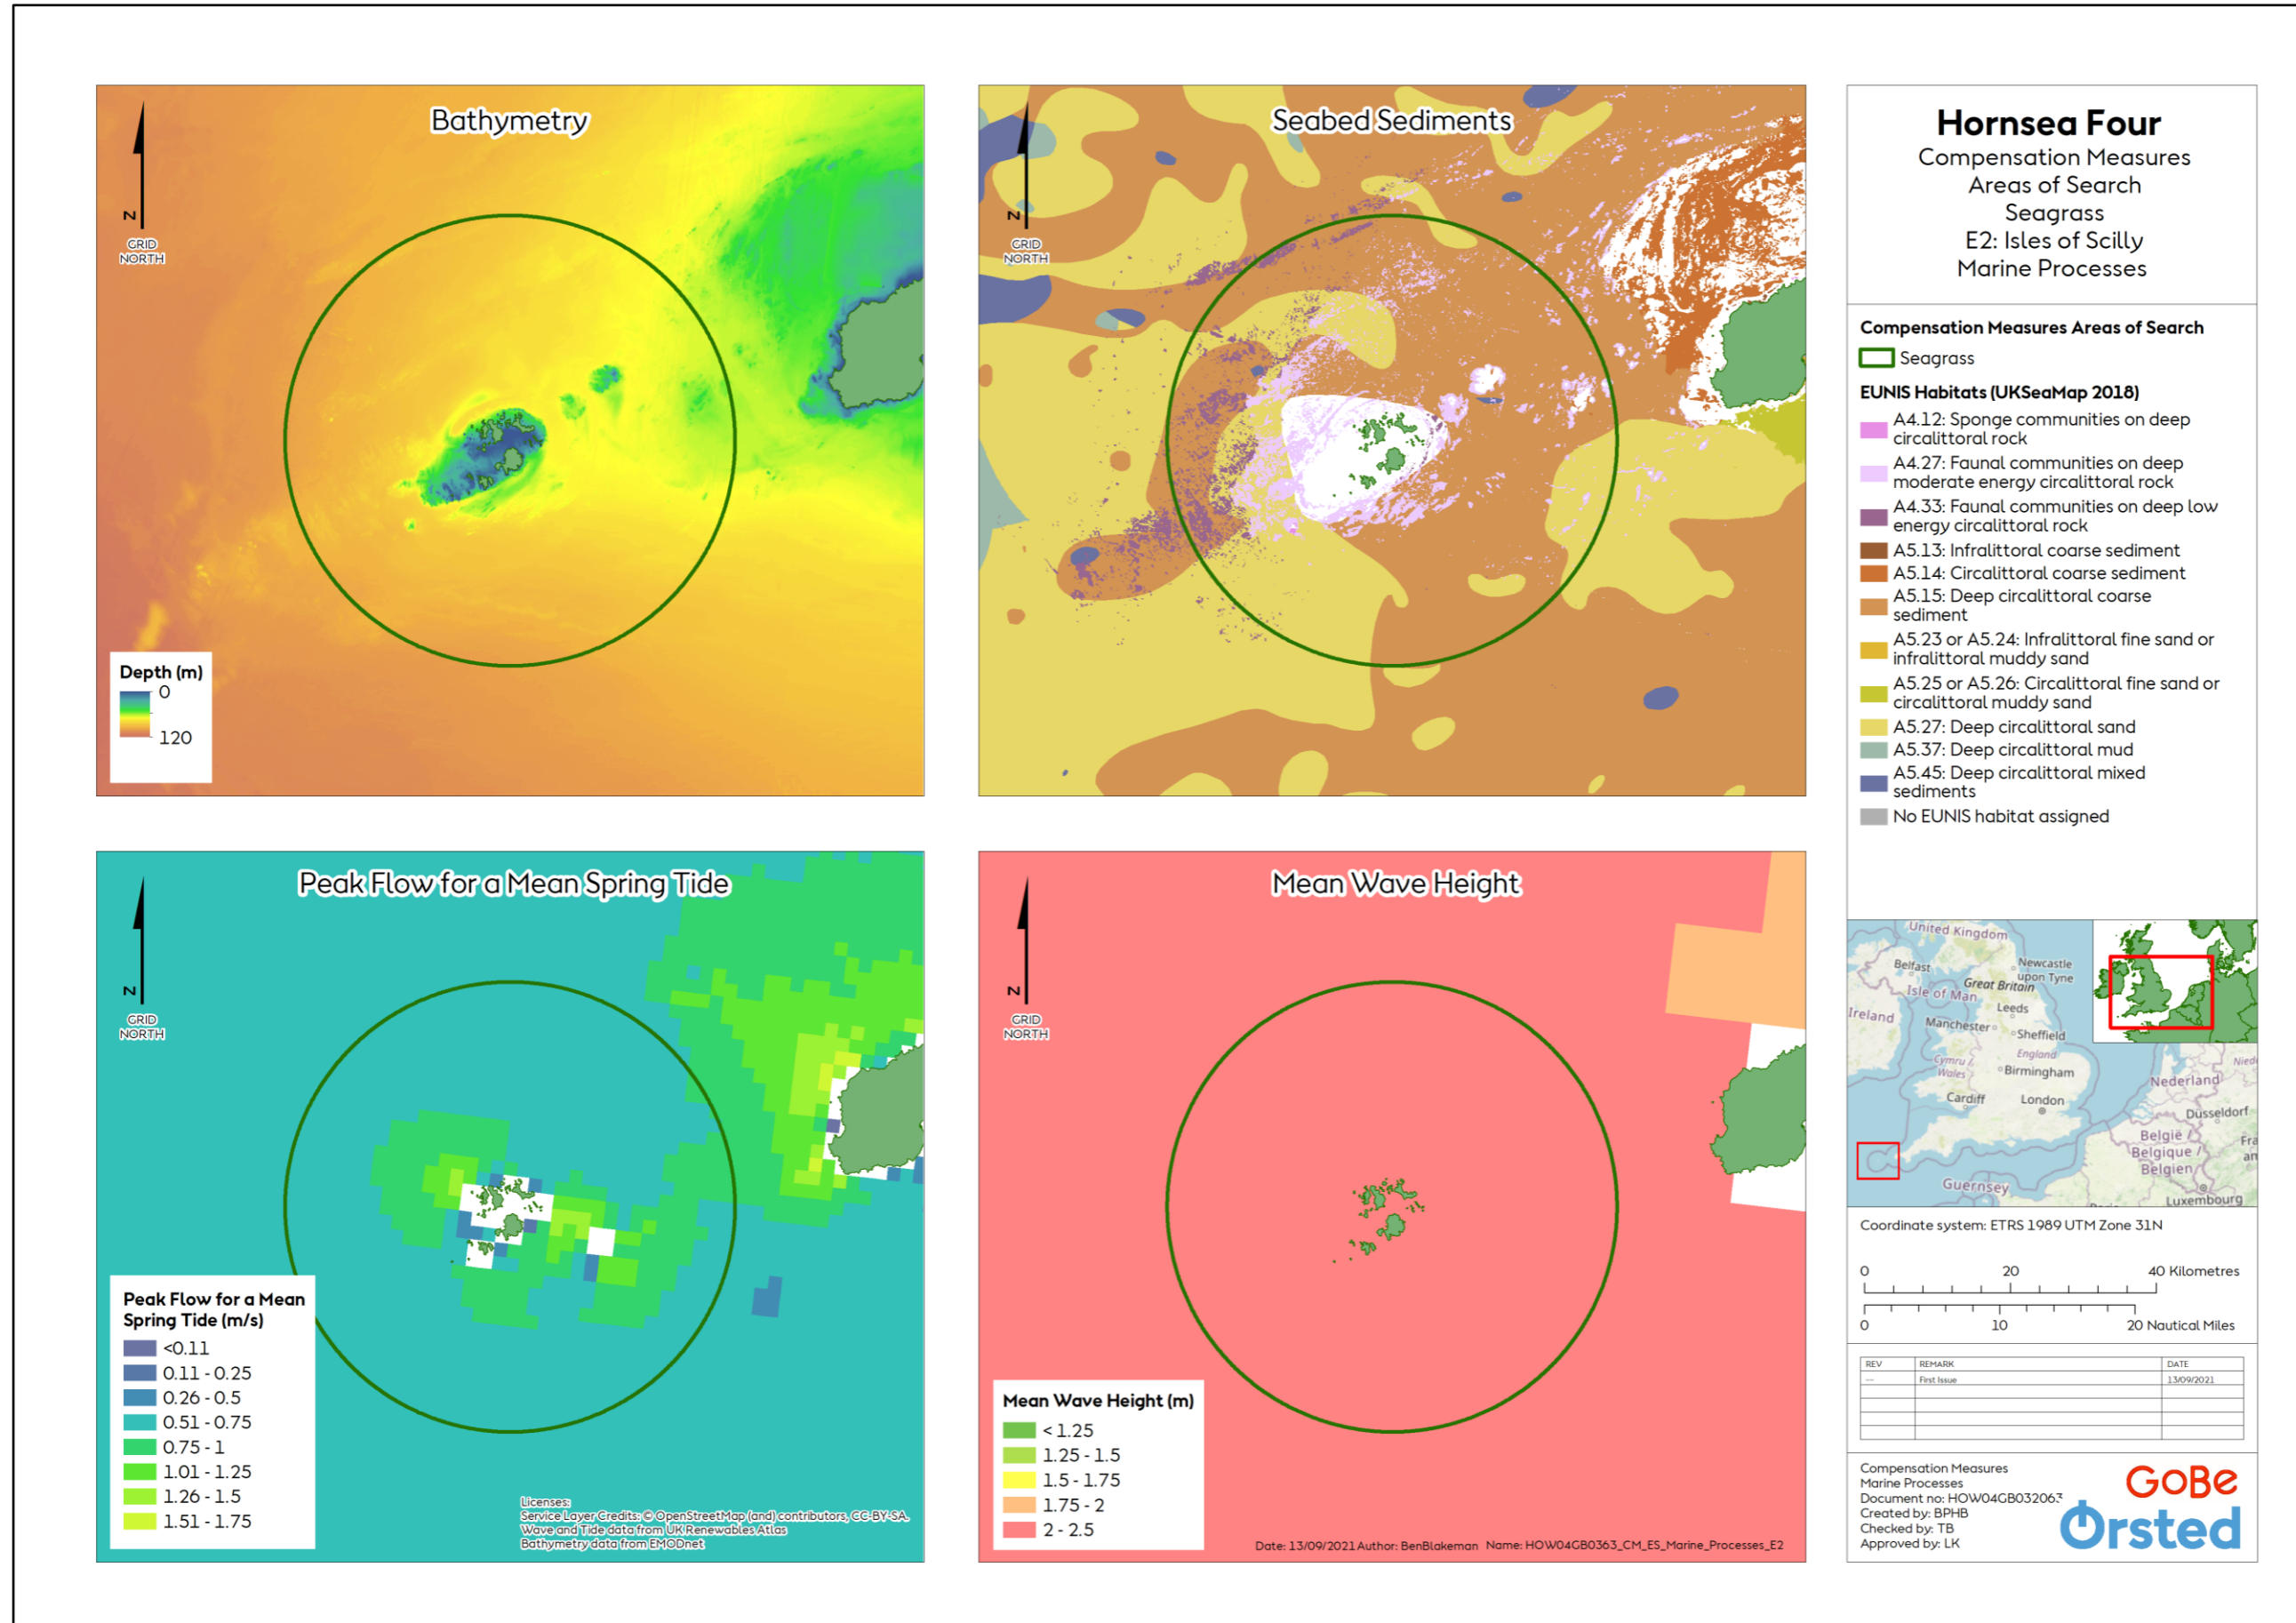 Bathymetry
N
GRID
NORTH
Depth (m)
0
120
Seabed Sediments
N
GRID
NORTH
Peak Flow for a Mean Spring Tide
N
GRID
NORTH
Peak Flow for a Mean
Spring Tide (m/s)
<0.11
0.11 - 0.25
0.26 - 0.5
0.51 - 0.75
0.75 - 1
1.01 - 1.25
1.26 - 1.5
1.51 - 1.75
Licenses:
Service Layer Credits: © OpenStreetMap (and) contributors, CC-BY-SA.
Wave and Tide data from UK Renewables Atlas
Bathymetry data from EMODnet
Mean Wave Height
N
GRID
NORTH
Mean Wave Height (m)
< 1.25
1.25 - 1.5
1.5 - 1.75
1.75 - 2
2 - 2.5
Date: 13/09/2021 Author: BenBlakeman Name: HOW04GB0363_CM_ES_Marine_Processes_E2
Hornsea Four
Compensation Measures
Areas of Search
Seagrass
E2: Isles of Scilly
Marine Processes
Compensation Measures Areas of Search
Seagrass
EUNIS Habitats (UKSeaMap 2018)
A4.12: Sponge communities on deep
circalittoral rock
A4.27: Faunal communities on deep
moderate energy circalittoral rock
A4.33: Faunal communities on deep low
energy circalittoral rock
A5.13: Infralittoral coarse sediment
A5.14: Circalittoral coarse sediment
A5.15: Deep circalittoral coarse
sediment
A5.23 or A5.24: Infralittoral fine sand or
infralittoral muddy sand
A5.25 or A5.26: Circalittoral fine sand or
circalittoral muddy sand
A5.27: Deep circalittoral sand
A5.37: Deep circalittoral mud
A5.45: Deep circalittoral mixed
sediments
No EUNIS habitat assigned
United Kingdom
Belfast
Newcastle
upon Tyne
Isle of Man
Great Britain
Leeds
Ireland
Manchester
Sheffield
England
Cymru /
Wales
Birmingham
Nied
Nederland
Cardiff
London
Düsseldorf
België /
Belgique /
Belgien
Fra
am
Guernsey
Luxembourg
Coordinate system: ETRS 1989 UTM Zone 31N
0 20 40 Kilometres
0 10 20 Nautical Miles
REV REMARK DATE
--- First Issue 13/09/2021
Compensation Measures
Marine Processes
Document no: HOW04GB032063
Created by: BPHB
Checked by: TB
Approved by: LK
GoBe
Orsted